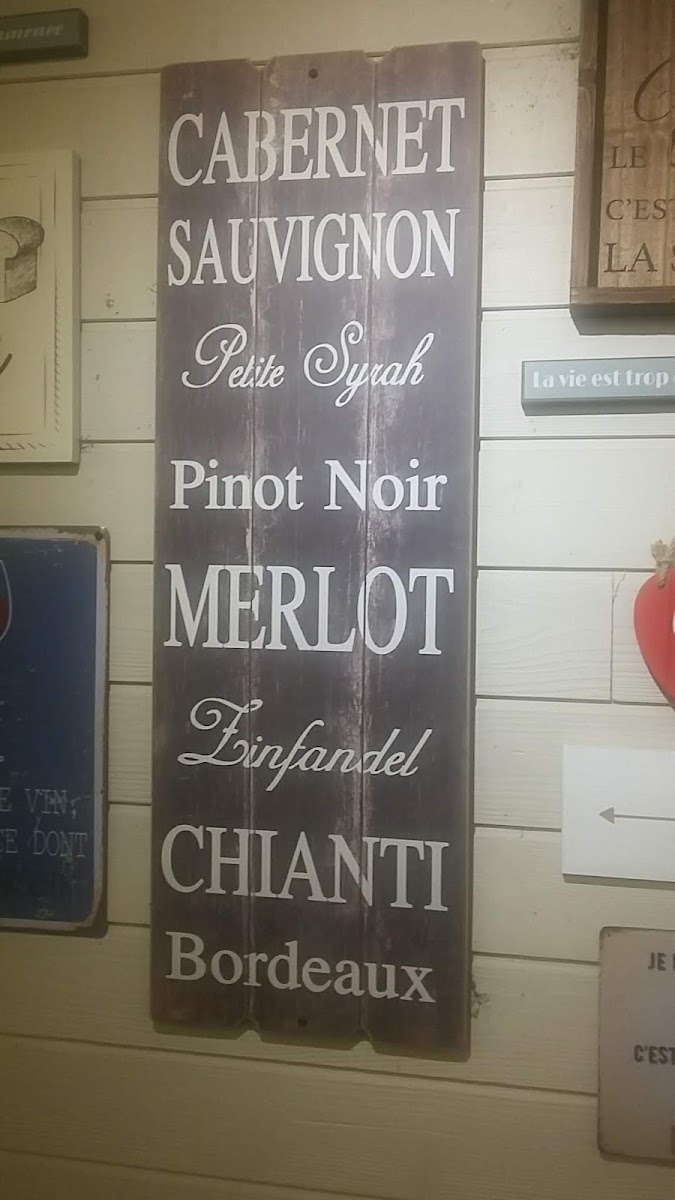 CABERNET
SAUVIGNON
Petite Syrah
Pinot Noir
MERLOT
Zinfandel
CHIANTI
Bordeaux
LE
C'EST
LA
La vie est trop
VIN,
DONT
JE
C'EST